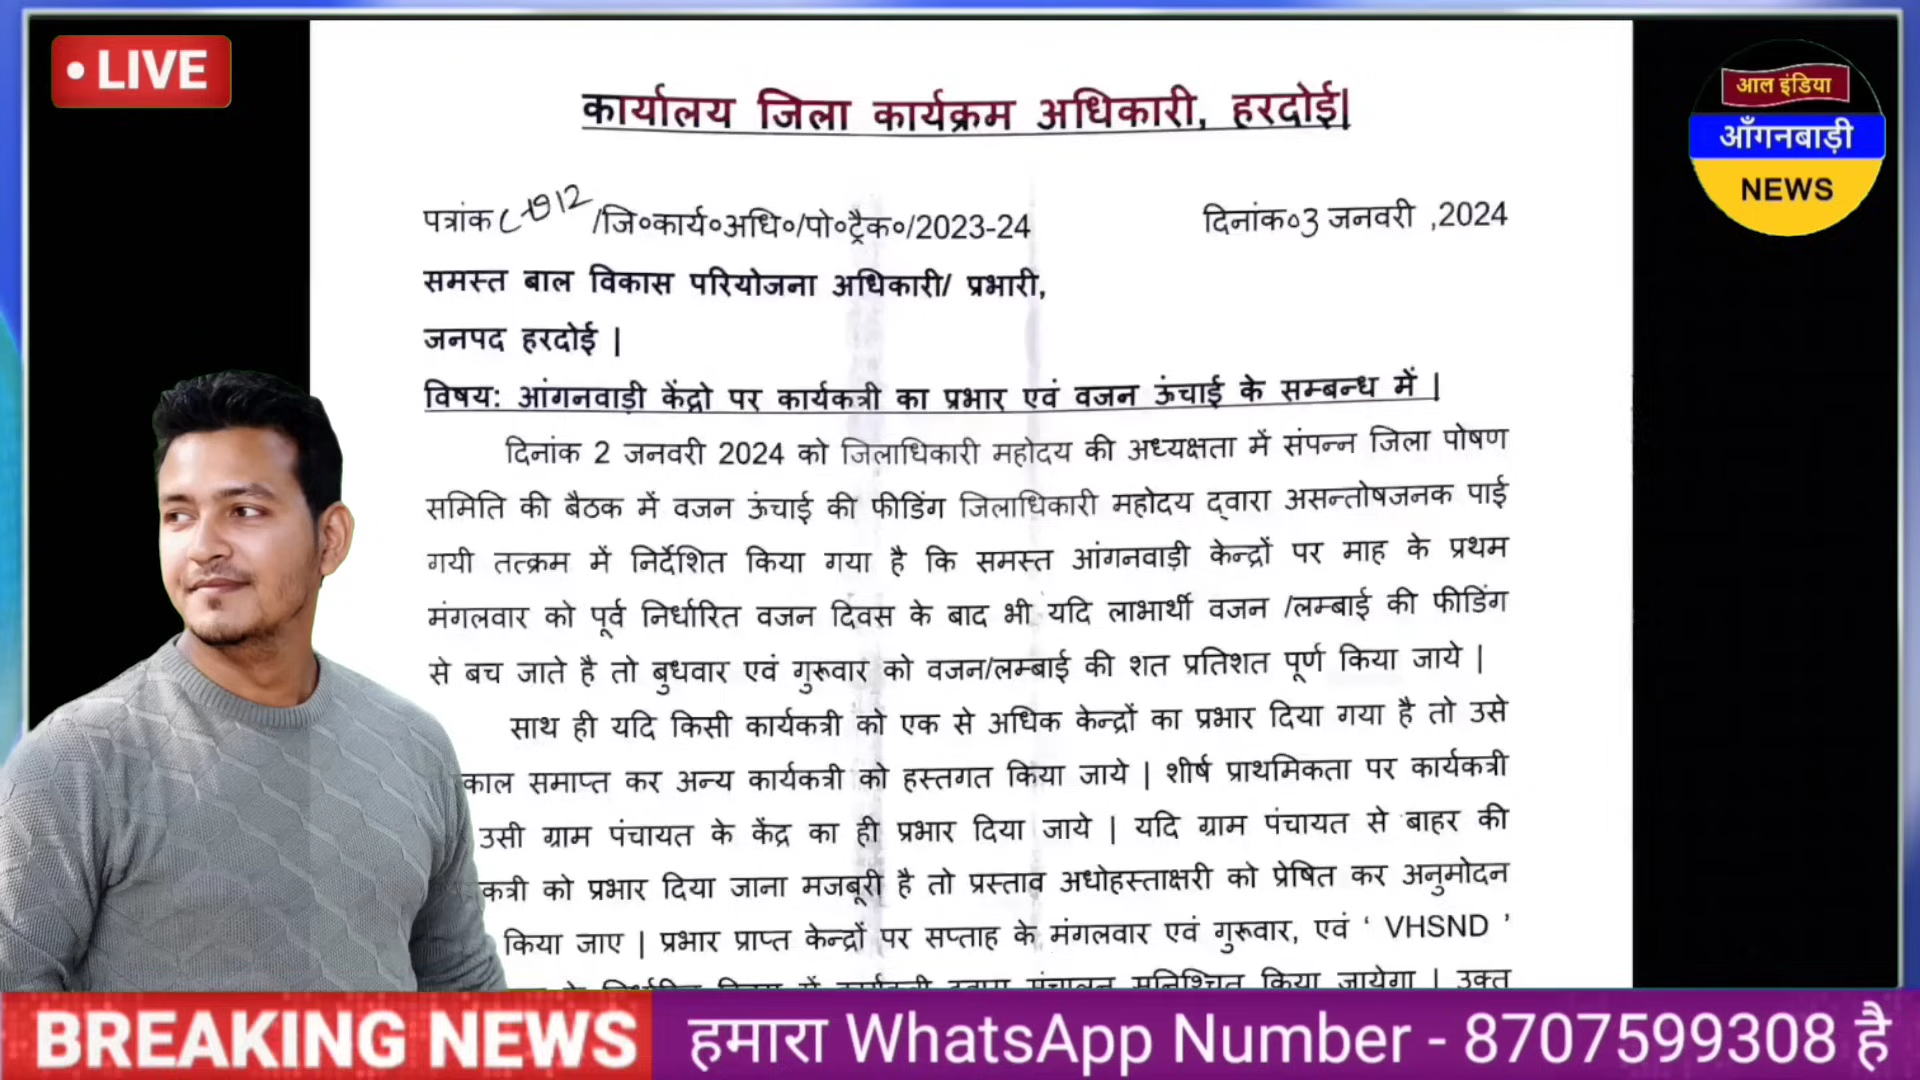 • LIVE
आल इंडिया
आँगनबाड़ी
NEWS
कार्यालय जिला कार्यक्रम अधिकारी, हरदोई|
पत्रांक /जि०कार्य०अधि०/पो०ट्रैक०/2023-24
दिनांक०3 जनवरी ,2024
समस्त बाल विकास परियोजना अधिकारी/ प्रभारी,
जनपद हरदोई |
विषय: आंगनवाड़ी केंद्रो पर कार्यकत्री का प्रभार एवं वजन ऊंचाई के सम्बन्ध में |
दिनांक 2 जनवरी 2024 को जिलाधिकारी महोदय की अध्यक्षता में संपन्न जिला पोषण
समिति की बैठक में वजन ऊंचाई की फीडिंग जिलाधिकारी महोदय द्वारा असन्तोषजनक पाई
गयी तत्क्रम में निर्देशित किया गया है कि समस्त आंगनवाड़ी केन्द्रों पर माह के प्रथम
मंगलवार को पूर्व निर्धारित वजन दिवस के बाद भी यदि लाभार्थी वजन /लम्बाई की फीडिंग
से बच जाते है तो बुधवार एवं गुरूवार को वजन/लम्बाई की शत प्रतिशत पूर्ण किया जाये |
साथ ही यदि किसी कार्यकत्री को एक से अधिक केन्द्रों का प्रभार दिया गया है तो उसे
काल समाप्त कर अन्य कार्यकत्री को हस्तगत किया जाये | शीर्ष प्राथमिकता पर कार्यकत्री
उसी ग्राम पंचायत के केंद्र का ही प्रभार दिया जाये | यदि ग्राम पंचायत से बाहर की
कत्री को प्रभार दिया जाना मजबूरी है तो प्रस्ताव अधोहस्ताक्षरी को प्रेषित कर अनुमोदन
किया जाए | प्रभार प्राप्त केन्द्रों पर सप्ताह के मंगलवार एवं गुरूवार, एवं ‘ VHSND ’
के निर्धारित दिवस में कार्यकत्री द्वारा संचालन सुनिश्चित किया जायेगा | उक्त
BREAKING NEWS
हमारा WhatsApp Number - 8707599308 है